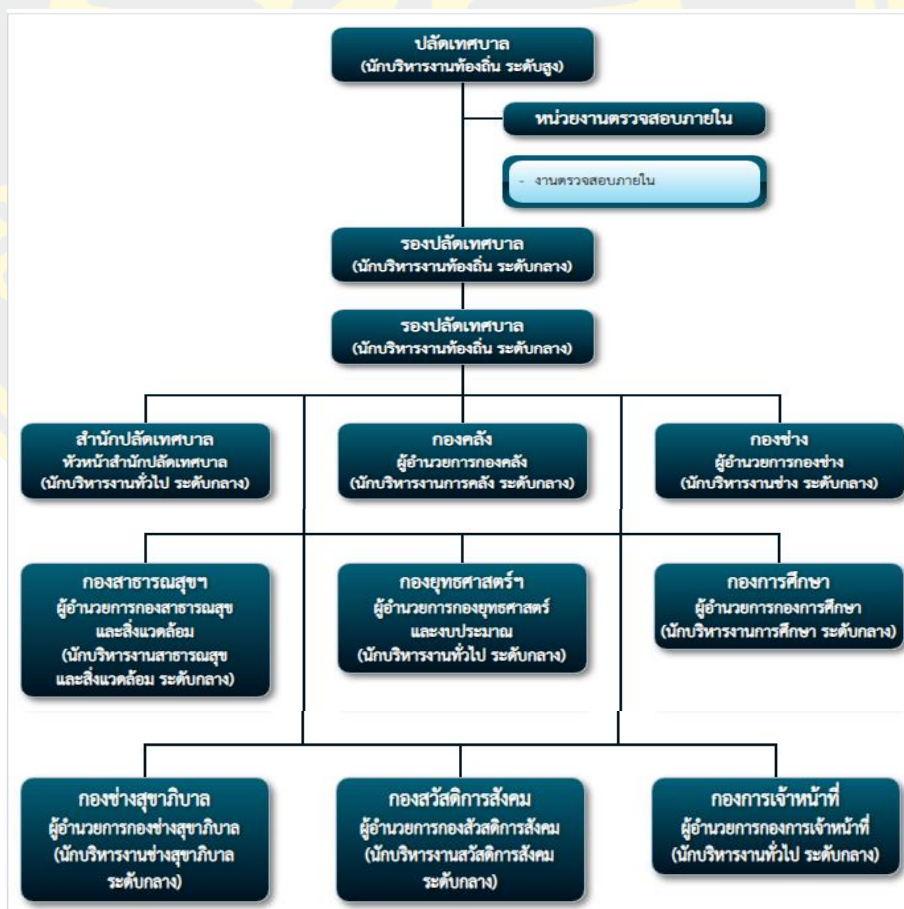 ปลัดเทศบาล
(นักบริหารงานท้องถิ่น ระดับสูง)
หน่วยงานตรวจสอบภายใน
- งานตรวจสอบภายใน
รองปลัดเทศบาล
(นักบริหารงานท้องถิ่น ระดับกลาง)
รองปลัดเทศบาล
(นักบริหารงานท้องถิ่น ระดับกลาง)
สำนักปลัดเทศบาล
หัวหน้าสำนักปลัดเทศบาล
(นักบริหารงานทั่วไป ระดับกลาง)
กองคลัง
ผู้อำนวยการกองคลัง
(นักบริหารงานการคลัง ระดับกลาง)
กองช่าง
ผู้อำนวยการกองช่าง
(นักบริหารงานช่าง ระดับกลาง)
กองสาธารณสุขฯ
ผู้อำนวยการกองสาธารณสุข
และสิ่งแวดล้อม
(นักบริหารงานสาธารณสุข
และสิ่งแวดล้อม ระดับกลาง)
กองยุทธศาสตร์ฯ
ผู้อำนวยการกองยุทธศาสตร์
และงบประมาณ
(นักบริหารงานทั่วไป ระดับกลาง)
กองการศึกษา
ผู้อำนวยการกองการศึกษา
(นักบริหารงานการศึกษา ระดับกลาง)
กองช่างสุขาภิบาล
ผู้อำนวยการกองช่างสุขาภิบาล
(นักบริหารงานช่างสุขาภิบาล
ระดับกลาง)
กองสวัสดิการสังคม
ผู้อำนวยการกองสัวสดิการสังคม
(นักบริหารงานสวัสดิการสังคม
ระดับกลาง)
กองการเจ้าหน้าที่
ผู้อำนวยการกองการเจ้าหน้าที่
(นักบริหารงานทั่วไป ระดับกลาง)